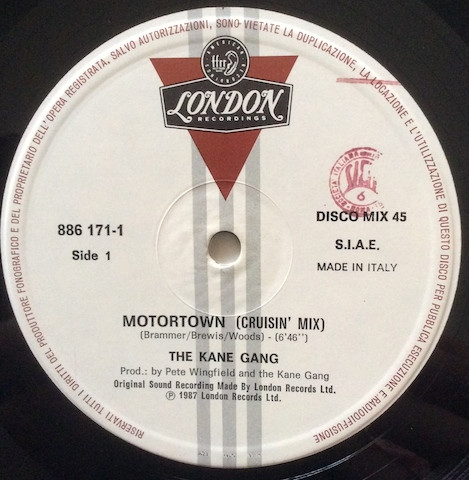 RISERVATI TUTTI I DIRITTI DEL PRODUTTORE FONOGRAFICO E DEL PROPRIETARIO DELL'OPERA REGISTRATA. SALVO AUTORIZZAZIONI, SONO VIETATE LA DUPLICAZIONE, LA LOCAZIONE E L'UTILIZZAZIONE DI QUESTO DISCO PER PUBBLICA ESECUZIONE E RADIODIFFUSIONE
AMERICAN
ffrr
LONDON
RECORDINGS
886 171-1
Side 1
6
DISCO MIX 45
S.I.A.E.
MADE IN ITALY
MOTORTOWN (CRUISIN' MIX)
(Brammer/Brewis/Woods) - (6'46'')
THE KANE GANG
Prod.: by Pete Wingfield and the Kane Gang
Original Sound Recording Made By London Records Ltd.
℗ 1987 London Records Ltd.